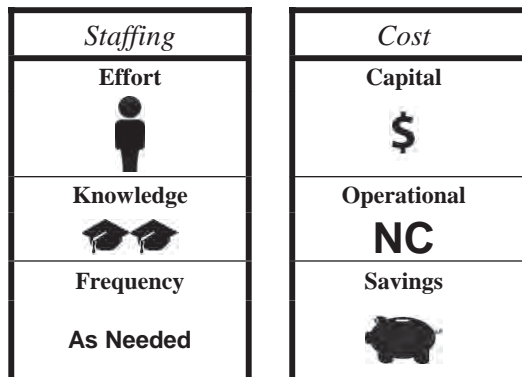 Staffing
Effort
Knowledge
Frequency
As Needed
Cost
Capital
$
Operational
NC
Savings